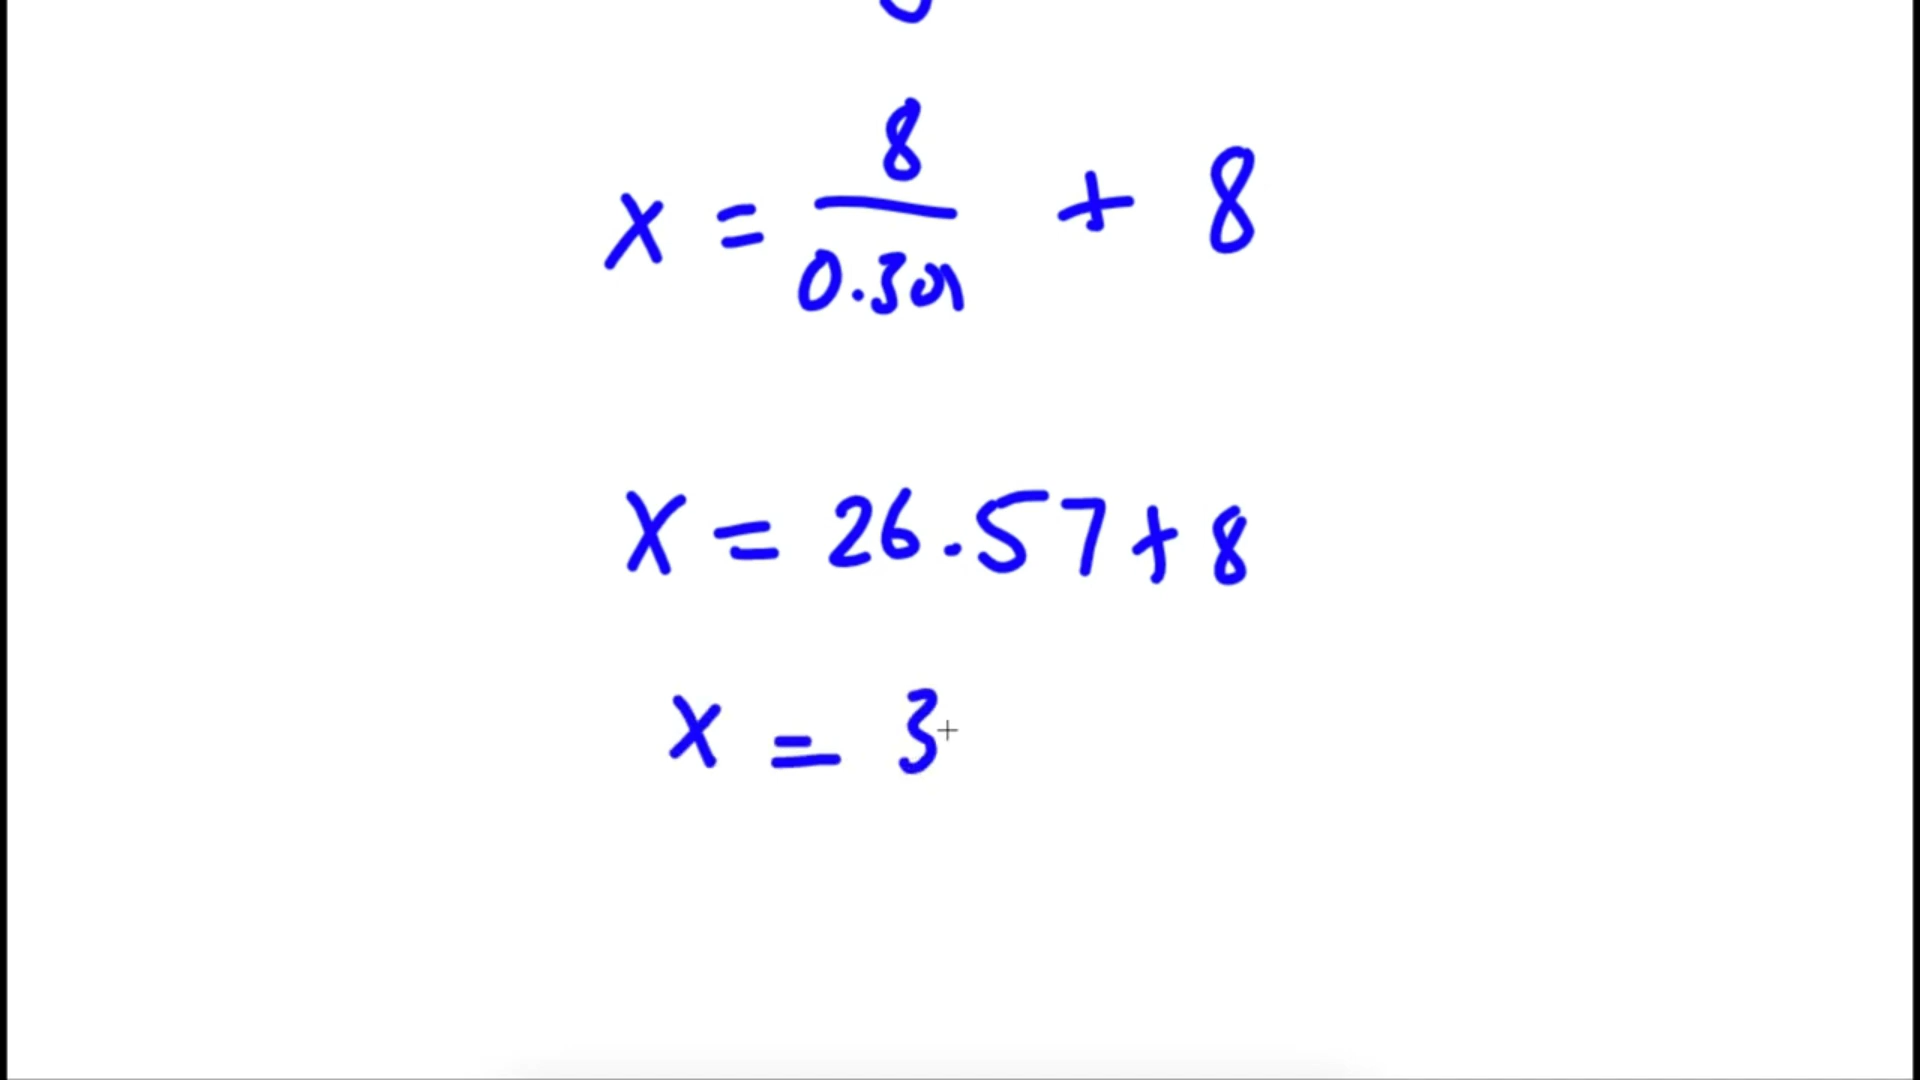 8
x = ― + 8
0.301
x = 26.57 + 8
x = 3